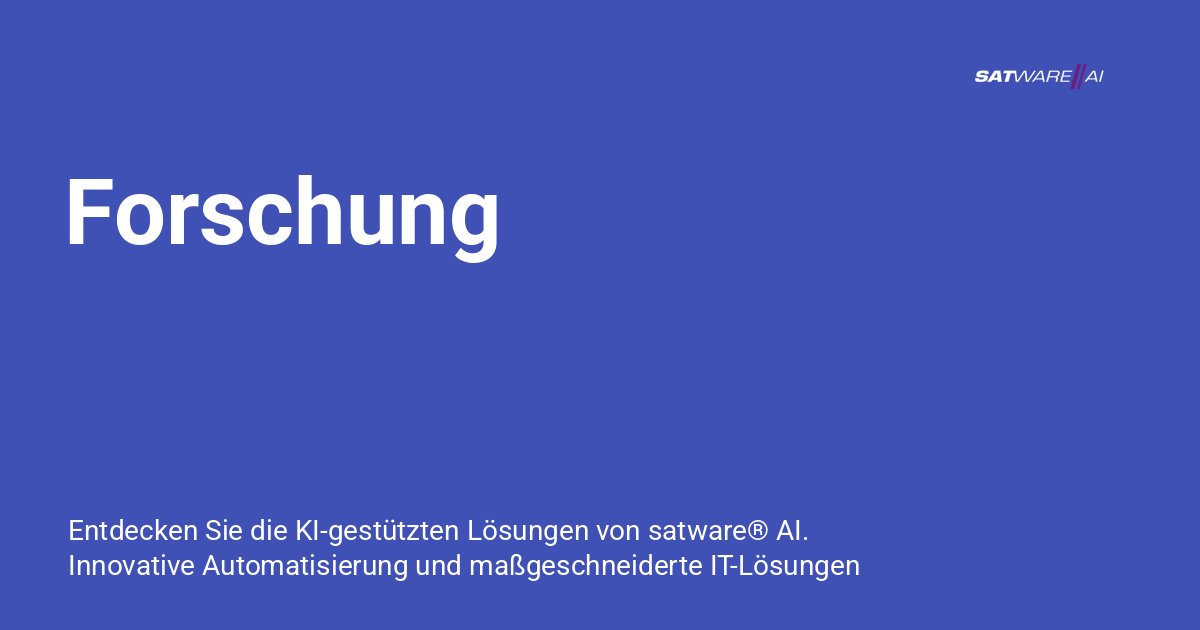 SATWARE//AI
Forschung
Entdecken Sie die KI-gestützten Lösungen von satware® AI.
Innovative Automatisierung und maßgeschneiderte IT-Lösungen